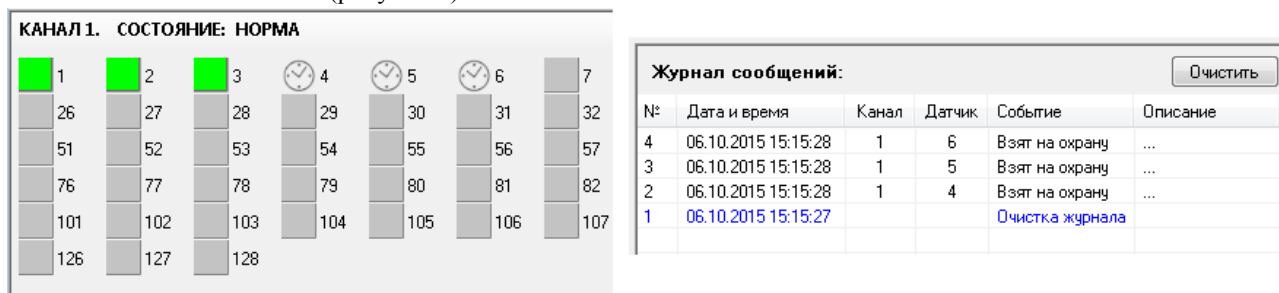 КАНАЛ 1. СОСТОЯНИЕ: НОРМА
1 2 3 4 5 6 7
26 27 28 29 30 31 32
51 52 53 54 55 56 57
76 77 78 79 80 81 82
101 102 103 104 105 106 107
126 127 128
Журнал сообщений: Очистить
№ Дата и время Канал Датчик Событие Описание
4 06.10.2015 15:15:28 1 6 Взят на охрану ...
3 06.10.2015 15:15:28 1 5 Взят на охрану ...
2 06.10.2015 15:15:28 1 4 Взят на охрану ...
1 06.10.2015 15:15:27 Очистка журнала